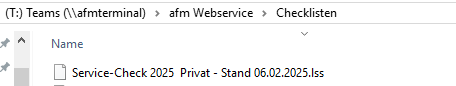 (T:) Teams (\\afmterminal) > afm Webservice > Checklisten
Name
Service-Check 2025  Privat - Stand 06.02.2025.lss